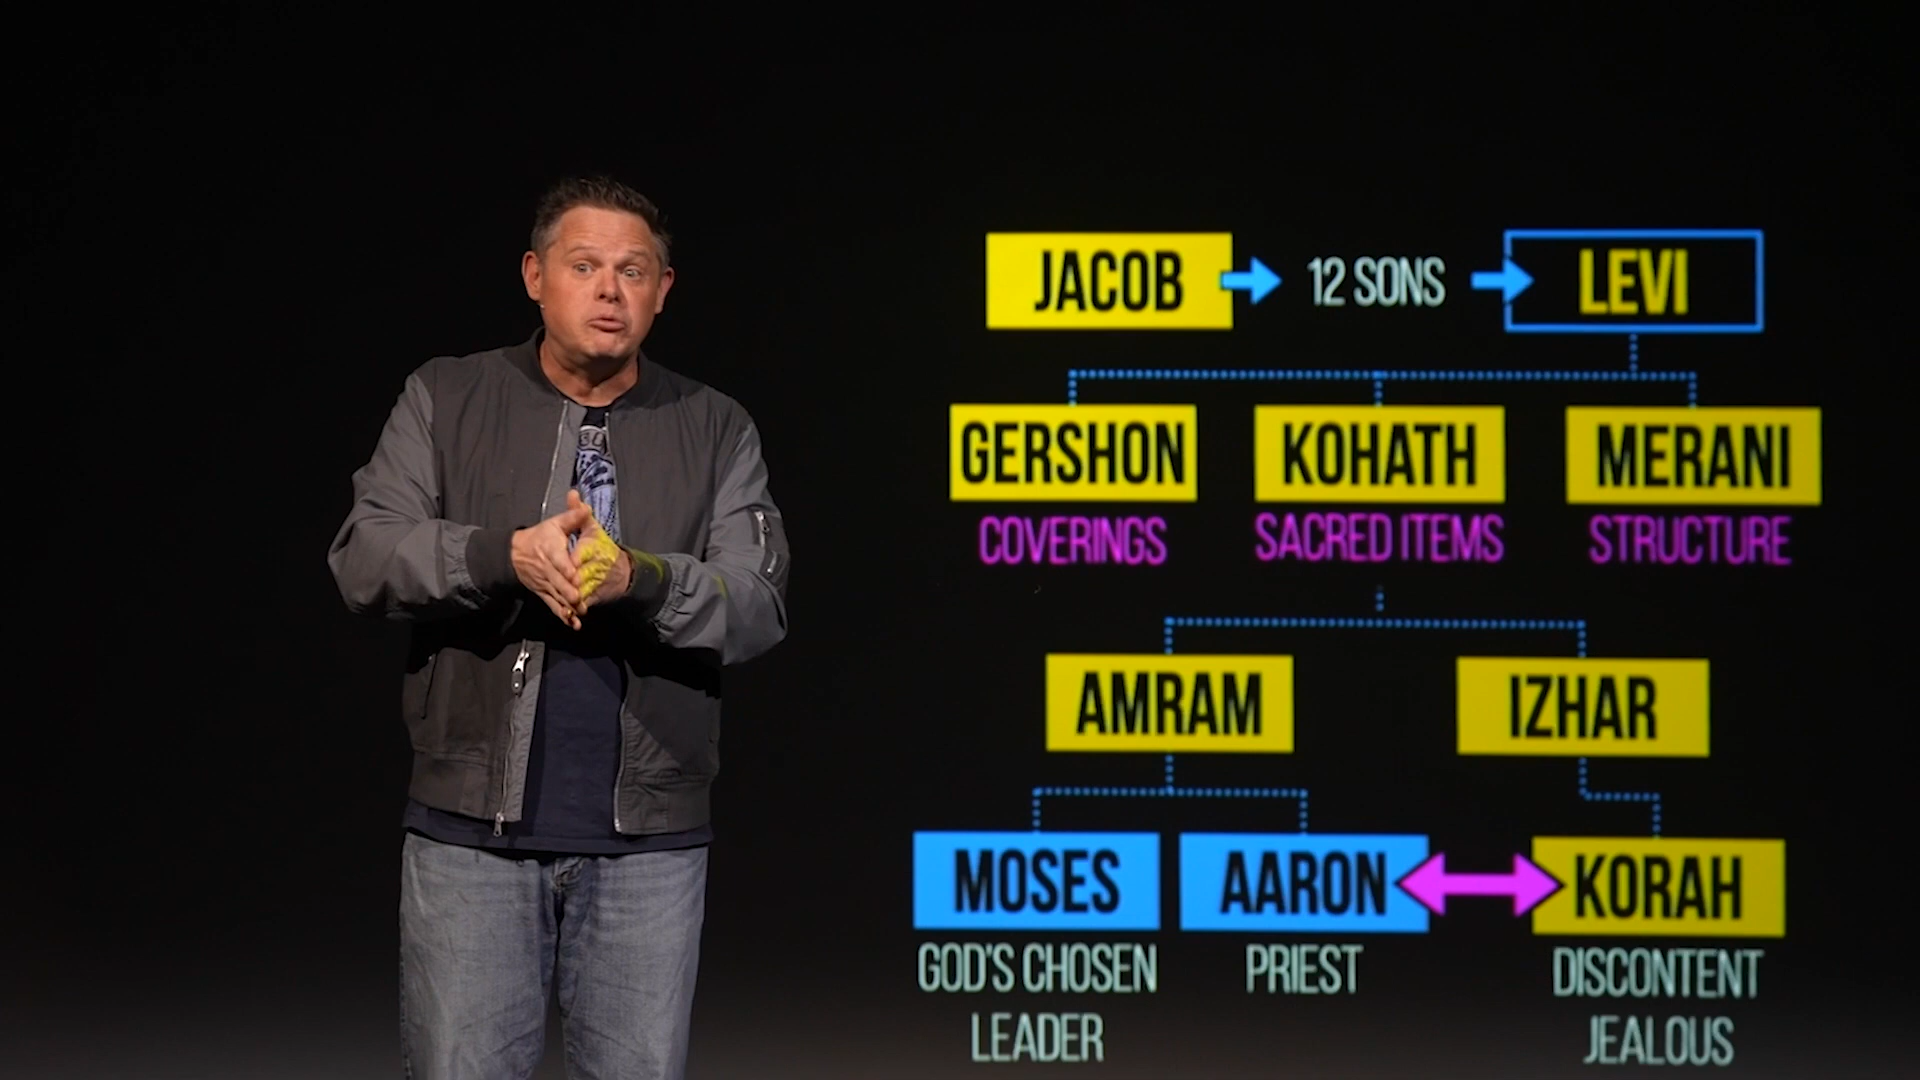 JACOB
12 SONS
LEVI
GERSHON
KOHATH
MERANI
COVERINGS
SACRED ITEMS
STRUCTURE
AMRAM
IZHAR
MOSES
AARON
KORAH
GOD'S CHOSEN
LEADER
PRIEST
DISCONTENT
JEALOUS